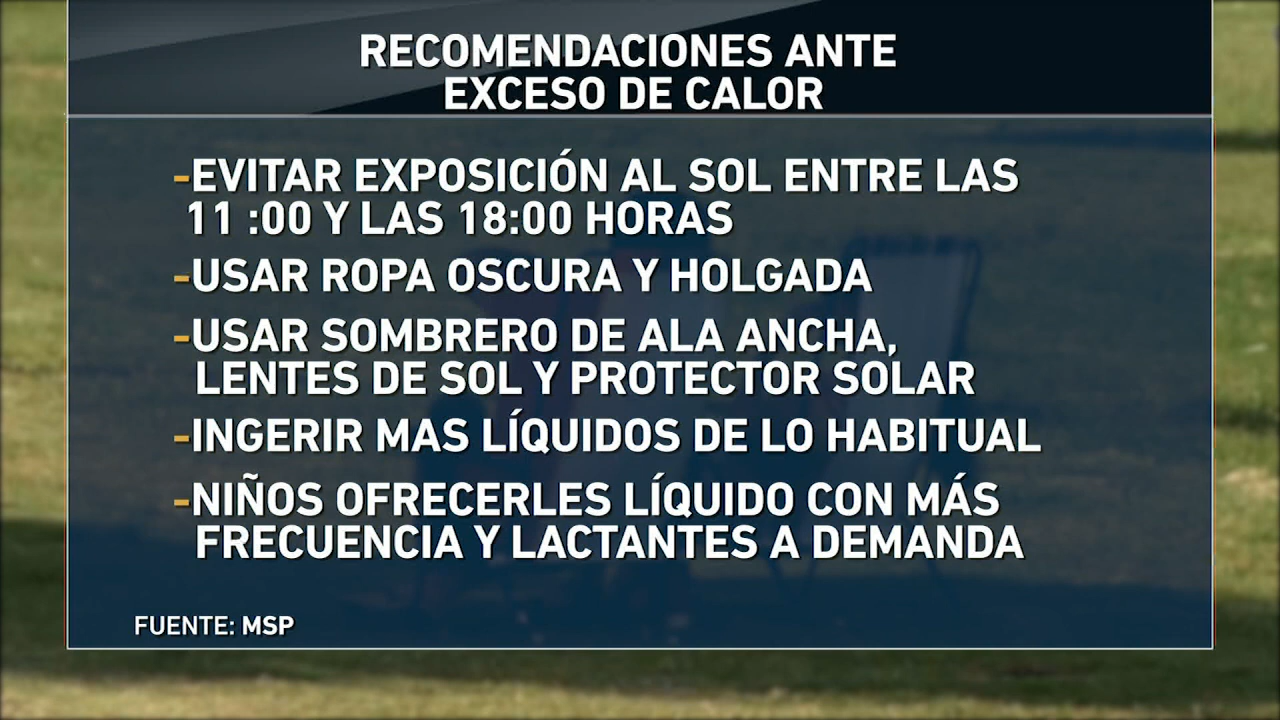 RECOMENDACIONES ANTE
EXCESO DE CALOR
-EVITAR EXPOSICIÓN AL SOL ENTRE LAS
11 :00 Y LAS 18:00 HORAS
-USAR ROPA OSCURA Y HOLGADA
-USAR SOMBRERO DE ALA ANCHA,
LENTES DE SOL Y PROTECTOR SOLAR
-INGERIR MAS LÍQUIDOS DE LO HABITUAL
-NIÑOS OFRECERLES LÍQUIDO CON MÁS
FRECUENCIA Y LACTANTES A DEMANDA
FUENTE: MSP